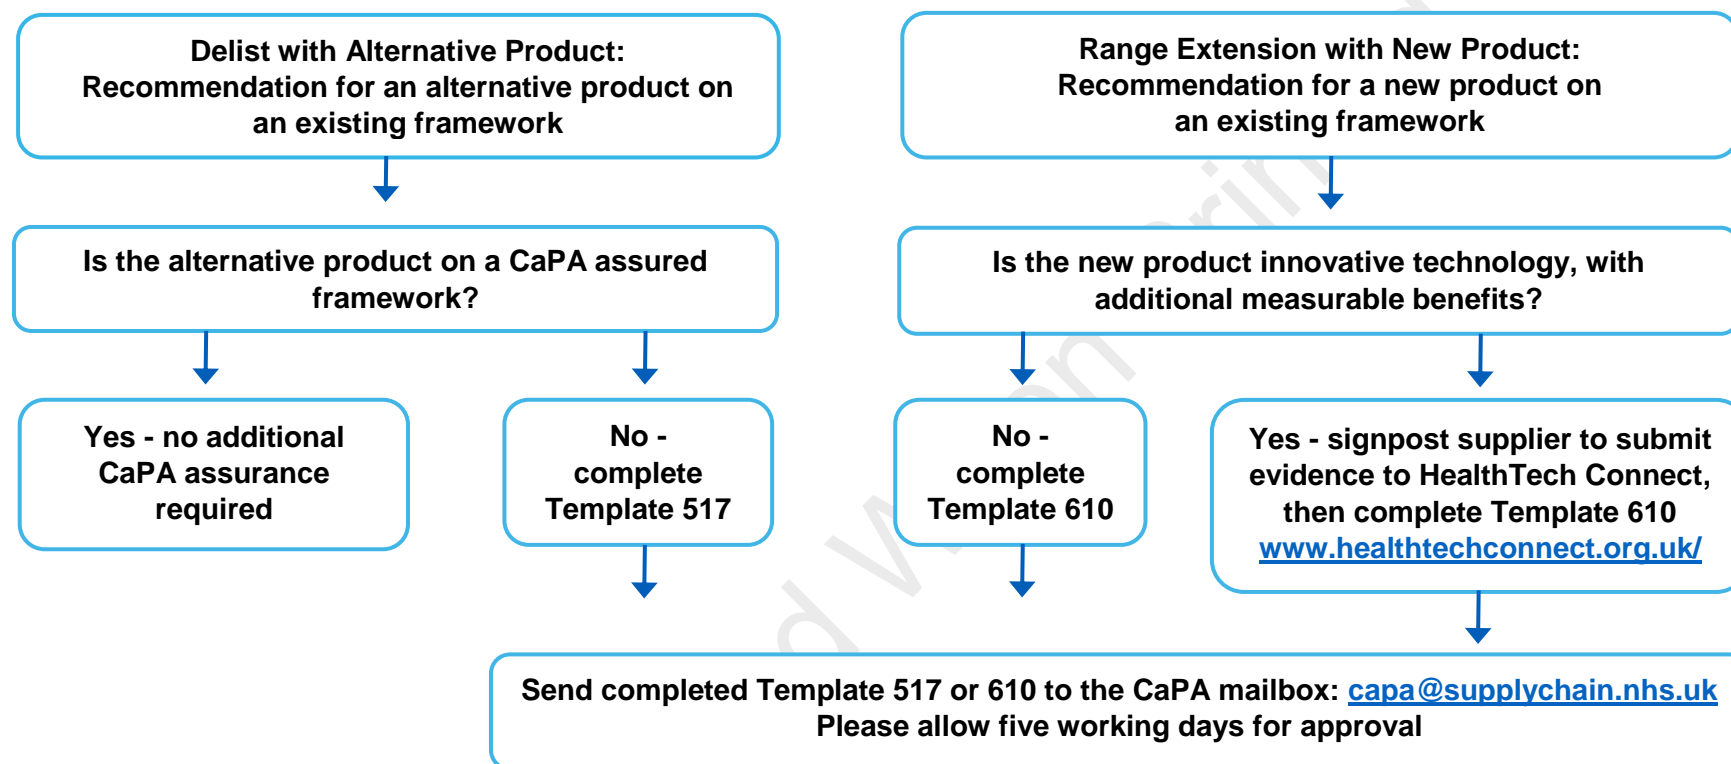 Delist with Alternative Product:
Recommendation for an alternative product on
an existing framework
Range Extension with New Product:
Recommendation for a new product on
an existing framework
Is the alternative product on a CaPA assured
framework?
Is the new product innovative technology, with
additional measurable benefits?
Yes - no additional
CaPA assurance
required
No -
complete
Template 517
No -
complete
Template 610
Yes - signpost supplier to submit
evidence to HealthTech Connect,
then complete Template 610
www.healthtechconnect.org.uk/
Send completed Template 517 or 610 to the CaPA mailbox: capa@supplychain.nhs.uk
Please allow five working days for approval